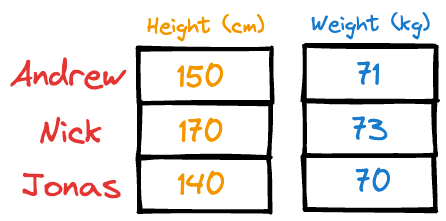 Height (cm) Weight (kg)
Andrew 150 71
Nick 170 73
Jonas 140 70